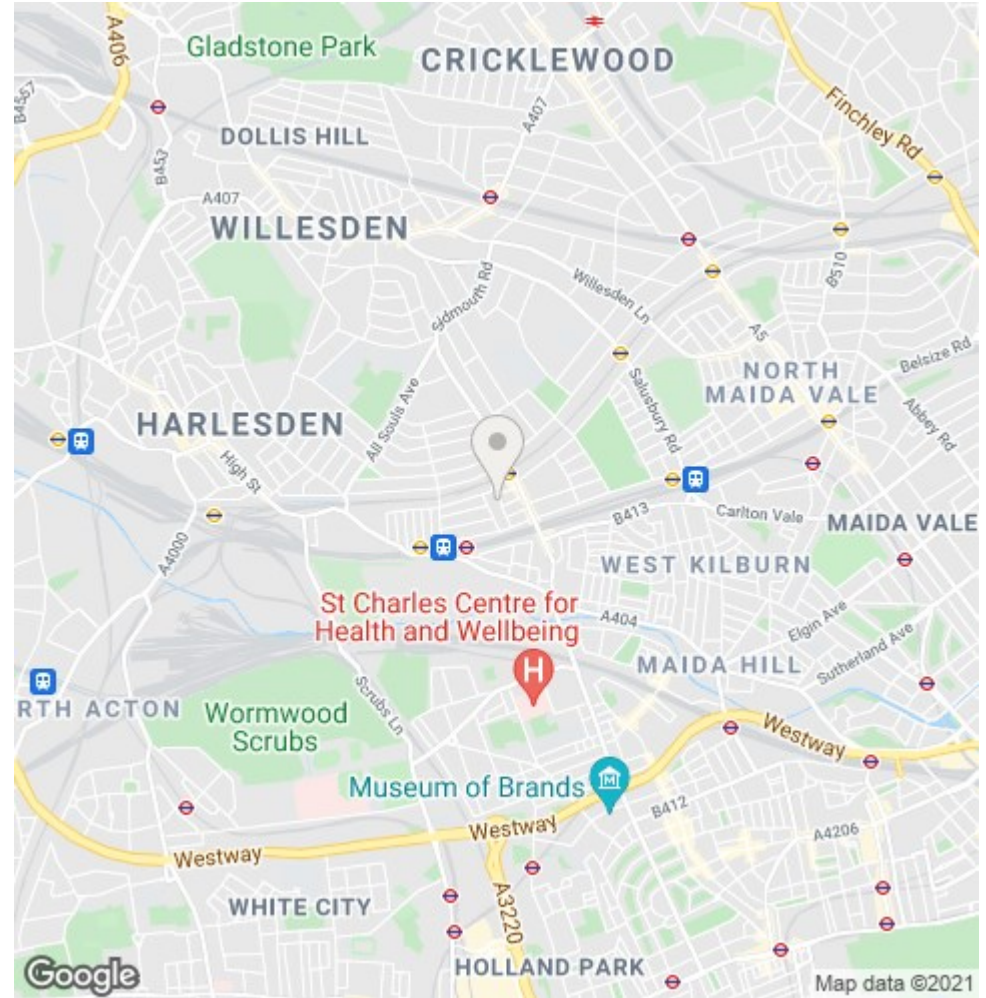 A406
Gladstone Park
CRICKLEWOOD
B4557
A407
Finchley Rd
DOLLIS HILL
B453
A407
WILLESDEN
B510
Sidmouth Rd
Willesden Ln
A5
Belsize Rd
NORTH
MAIDA VALE
Salusbury Rd
Abbey Rd
All Souls Ave
HARLESDEN
High St
B413
Carlton Vale
MAIDA VALE
A4000
WEST KILBURN
St Charles Centre for
Health and Wellbeing
A404
Elgin Ave
Sutherland Ave
MAIDA HILL
H
RTH ACTON
Scrubs Ln
Wormwood
Scrubs
Westway
Museum of Brands
M
B412
Westway
A4206
Westway
A3220
WHITE CITY
HOLLAND PARK
Google
Map data ©2021